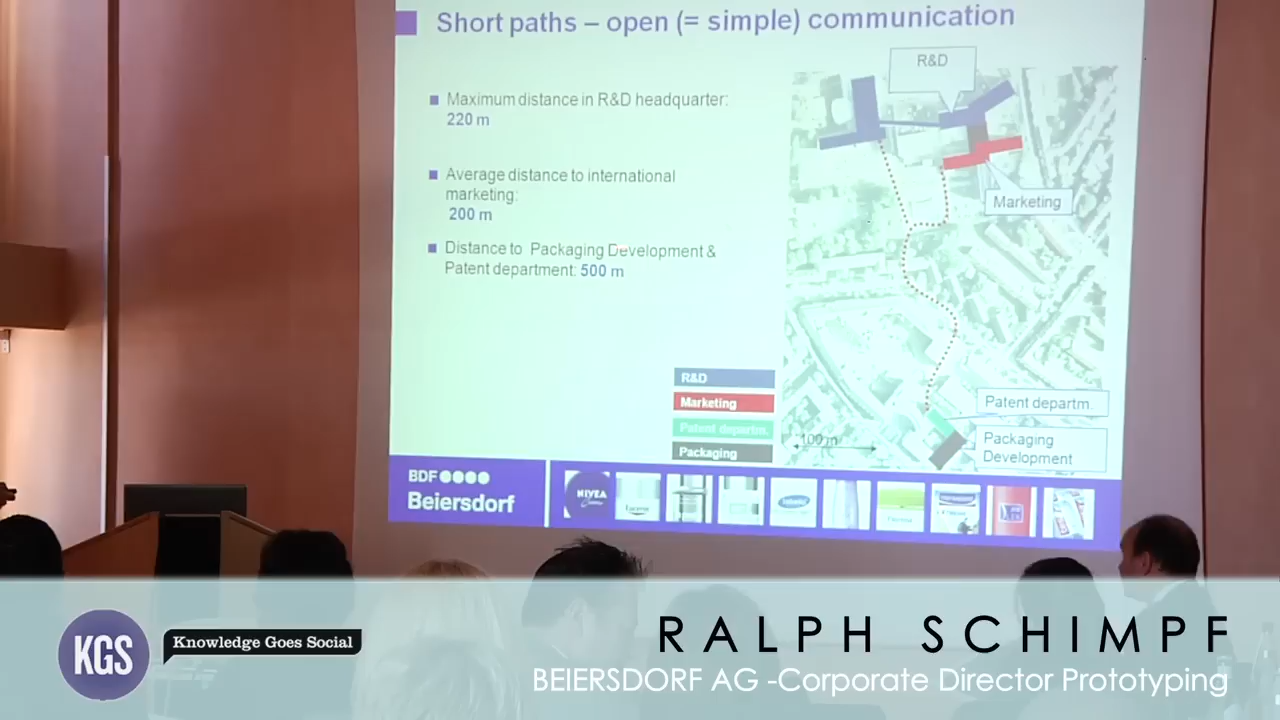 Short paths – open (= simple) communication
R&D
Maximum distance in R&D headquarter:
220 m
Average distance to international
marketing:
200 m
Distance to Packaging Development &
Patent department: 500 m
Marketing
R&D
Marketing
Patent departm.
Packaging
Patent departm.
Packaging
Development
100 m
BDF
Beiersdorf
NIVEA
Creme
Eucerin
KGS
Knowledge Goes Social
RALPH SCHIMPF
BEIERSDORF AG -Corporate Director Prototyping